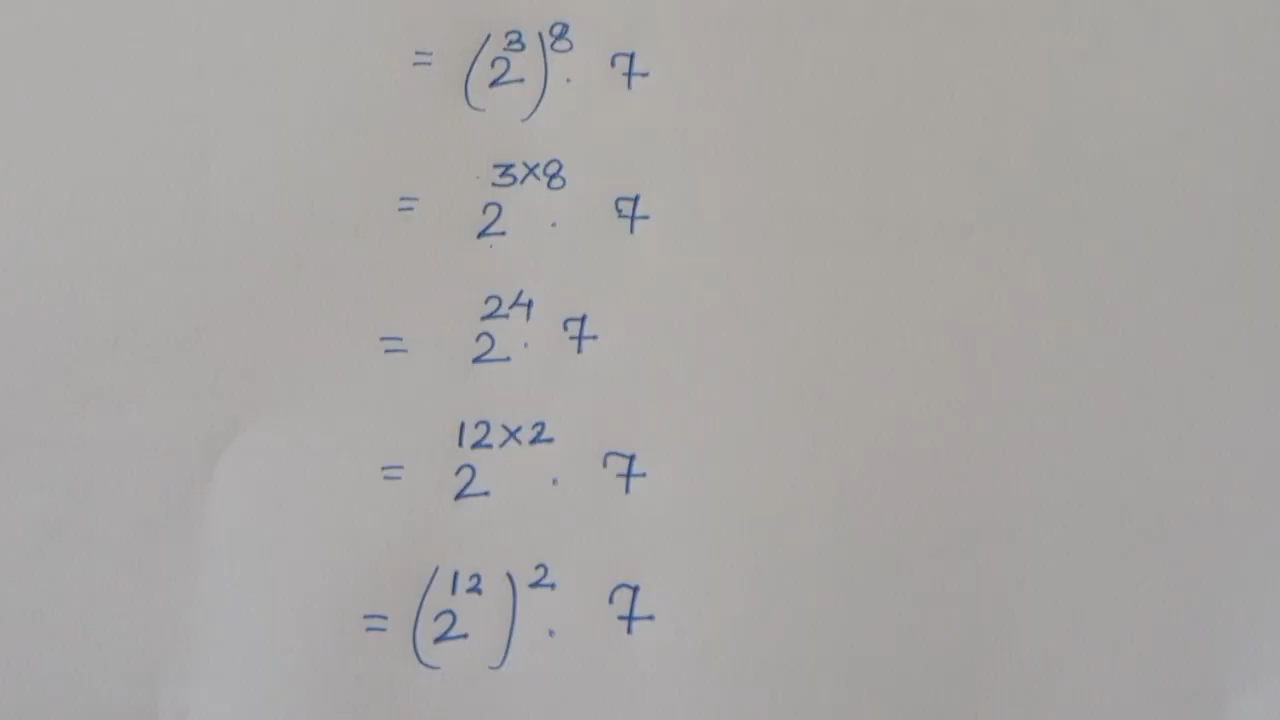 = (2³)⁸ . 7
= 2³ˣ⁸ . 7
= 2²⁴ . 7
= 2¹²ˣ² . 7
= (2¹²)² . 7